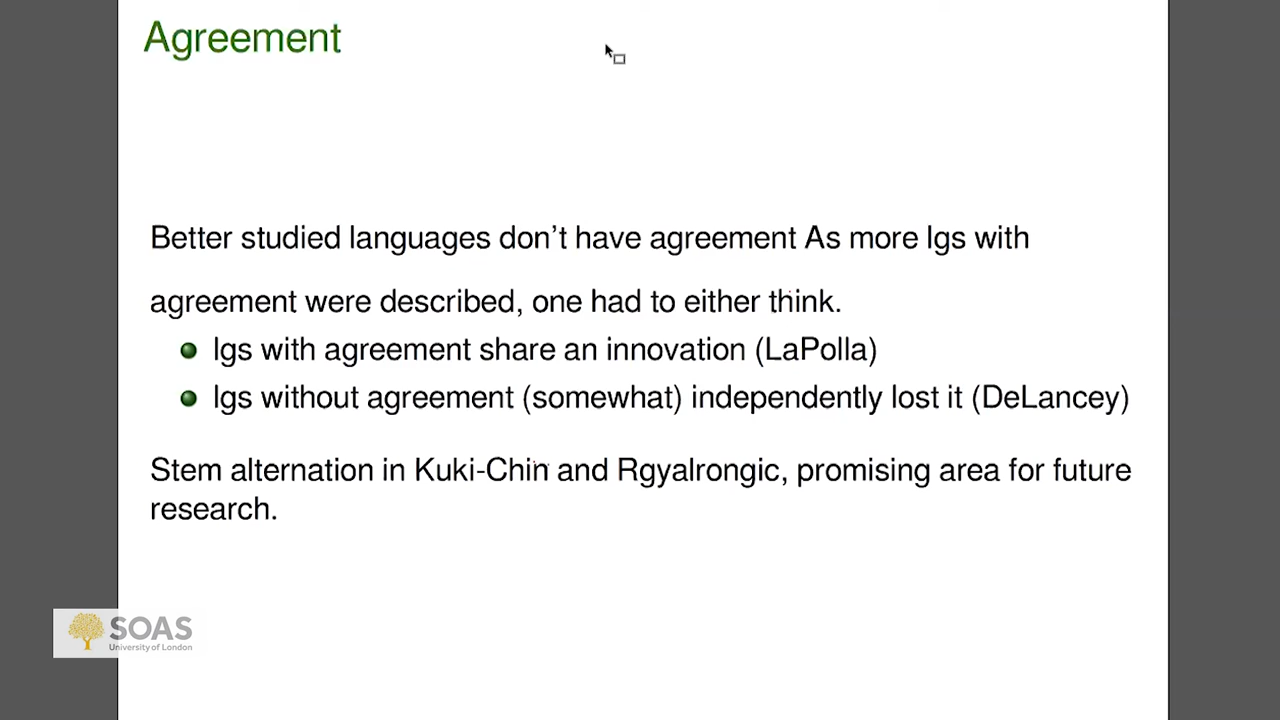 Agreement
Better studied languages don't have agreement As more lgs with
agreement were described, one had to either think.
lgs with agreement share an innovation (LaPolla)
lgs without agreement (somewhat) independently lost it (DeLancey)
Stem alternation in Kuki-Chin and Rgyalrongic, promising area for future
research.
SOAS
University of London